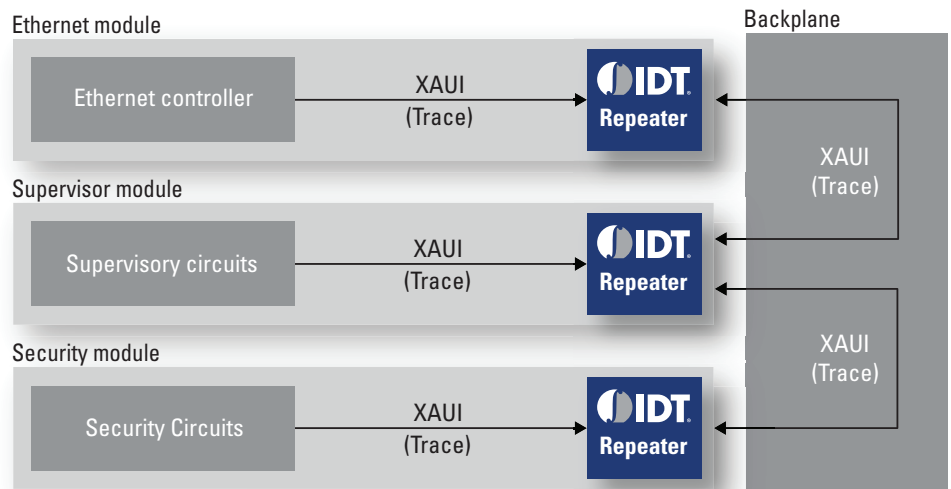 Ethernet module
Backplane
Ethernet controller
XAUI
(Trace)
IDT.
Repeater
XAUI
(Trace)
Supervisor module
Supervisory circuits
XAUI
(Trace)
IDT.
Repeater
XAUI
(Trace)
Security module
Security Circuits
XAUI
(Trace)
IDT.
Repeater